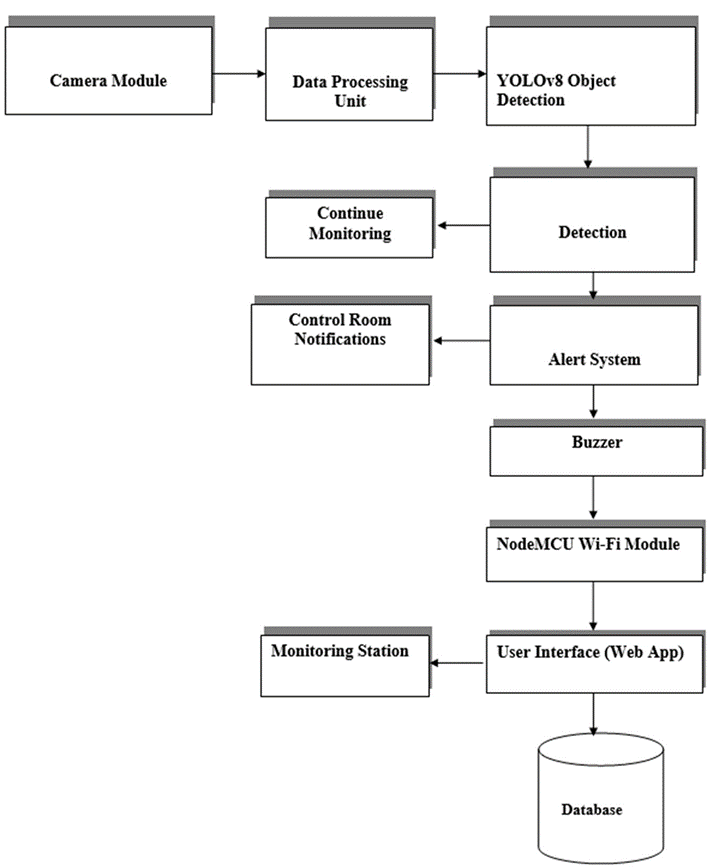 Camera Module
Data Processing
Unit
YOLOv8 Object
Detection
Continue
Monitoring
Detection
Control Room
Notifications
Alert System
Buzzer
NodeMCU Wi-Fi Module
Monitoring Station
User Interface (Web App)
Database